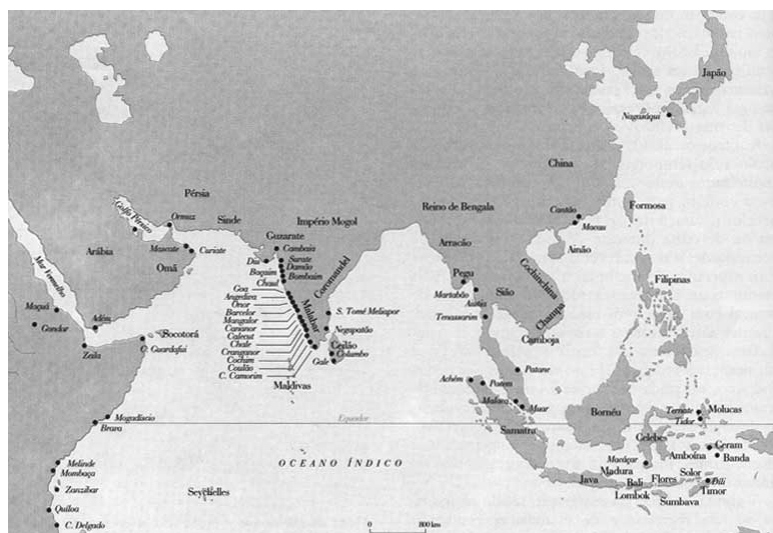 Japão
Nagasáqui
China
Pérsia
Golfo Pérsico
Ormuz
Sinde
Império Mogol
Reino de Bengala
Cantão
Macau
Formosa
Guzarate
Cambaia
Arábia
Mascate
Curiate
Diu
Surate
Damão
Baçaim
Bombaim
Chaul
Arracão
Ainão
Omã
Mar Vermelho
Coromandel
Pegu
Cochinchina
Filipinas
Goa
Angediva
Onor
Barcelor
Mangalor
Cananor
Calecut
Chale
Cranganor
Cochim
Coulão
C. Camorim
Malabar
Martabão
Sião
Champa
Maçuá
Adém
S. Tomé Meliapor
Tenassarim
Gondar
Socotorá
Negapatão
Camboja
Zeila
C. Guardafui
Ceilão
Columbo
Gale
Maldivas
Patane
Achém
Malaca
Muar
Mogadíscio
Brava
Equador
Samatra
Bornéu
Ternate
Tidor
Molucas
Celebes
Ceram
Amboína
Banda
Melinde
Mombaça
OCEANO ÍNDICO
Macáçar
Madura
Solor
Zanzibar
Seychelles
Java
Bali
Flores
Díli
Timor
Lombok
Sumbava
Quíloa
C. Delgado
0 800 km